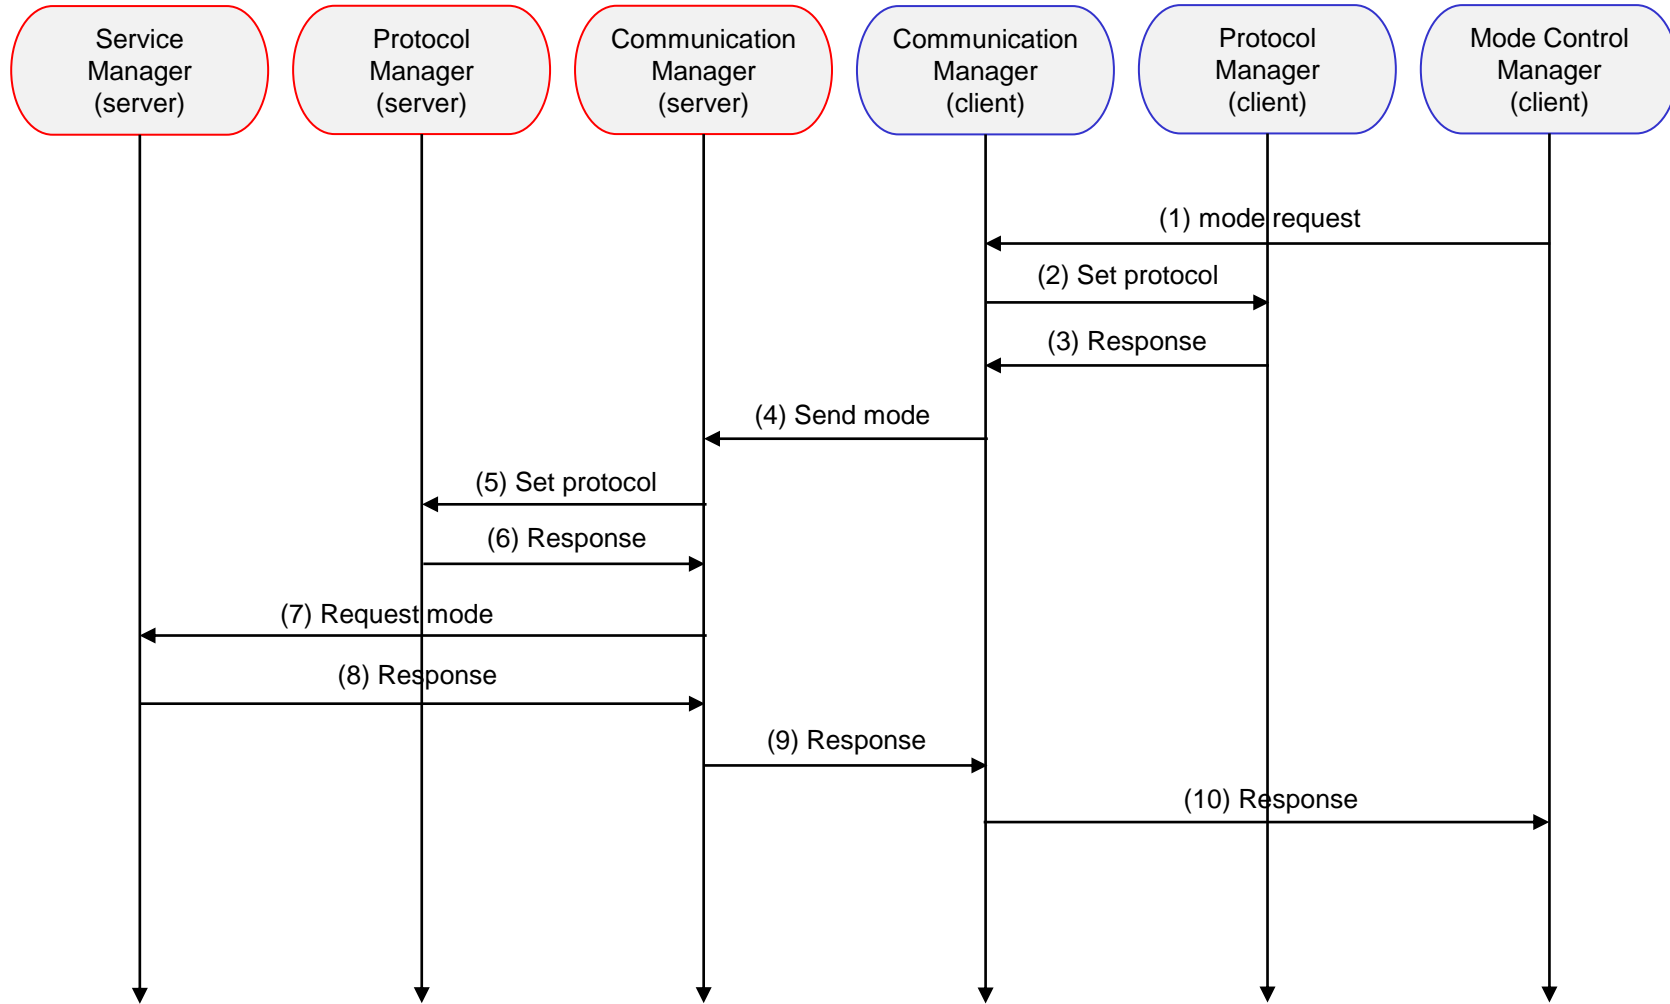 Service
Manager
(server)
Protocol
Manager
(server)
Communication
Manager
(server)
Communication
Manager
(client)
Protocol
Manager
(client)
Mode Control
Manager
(client)
(1) mode request
(2) Set protocol
(3) Response
(4) Send mode
(5) Set protocol
(6) Response
(7) Request mode
(8) Response
(9) Response
(10) Response